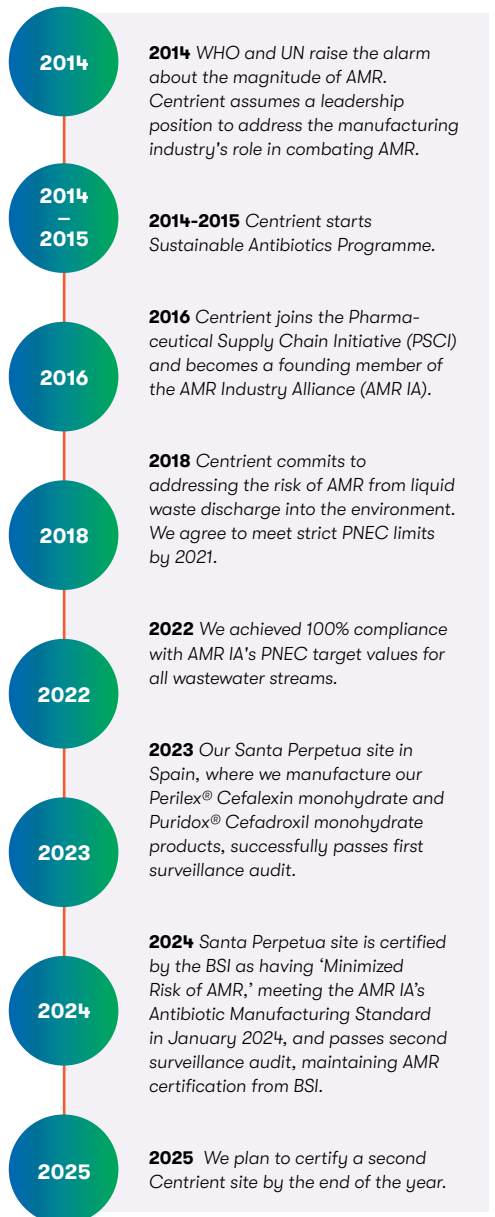 2014
2014 WHO and UN raise the alarm
about the magnitude of AMR.
Centrient assumes a leadership
position to address the manufacturing
industry's role in combating AMR.
2014
–
2015
2014-2015 Centrient starts
Sustainable Antibiotics Programme.
2016
2016 Centrient joins the Pharma-
ceutical Supply Chain Initiative (PSCI)
and becomes a founding member of
the AMR Industry Alliance (AMR IA).
2018
2018 Centrient commits to
addressing the risk of AMR from liquid
waste discharge into the environment.
We agree to meet strict PNEC limits
by 2021.
2022
2022 We achieved 100% compliance
with AMR IA's PNEC target values for
all wastewater streams.
2023
2023 Our Santa Perpetua site in
Spain, where we manufacture our
Perilex® Cefalexin monohydrate and
Puridox® Cefadroxil monohydrate
products, successfully passes first
surveillance audit.
2024
2024 Santa Perpetua site is certified
by the BSI as having ‘Minimized
Risk of AMR,’ meeting the AMR IA’s
Antibiotic Manufacturing Standard
in January 2024, and passes second
surveillance audit, maintaining AMR
certification from BSI.
2025
2025 We plan to certify a second
Centrient site by the end of the year.